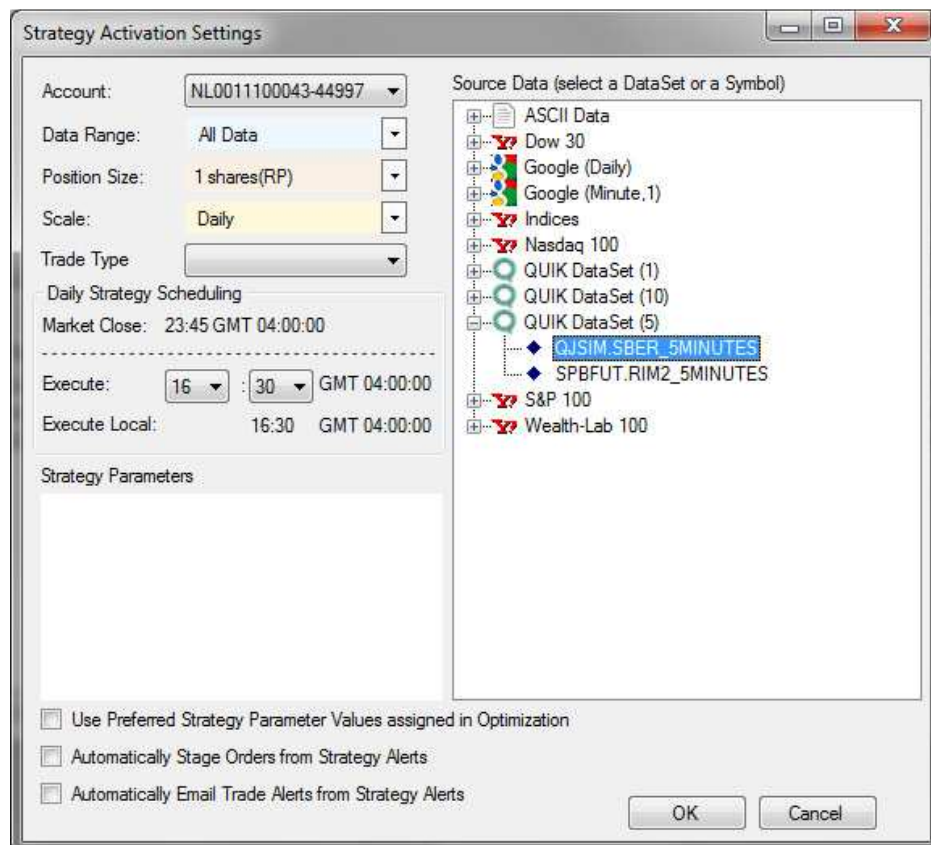 Strategy Activation Settings
Account: NL0011100043-44997
Data Range: All Data
Position Size: 1 shares(RP)
Scale: Daily
Trade Type
Daily Strategy Scheduling
Market Close: 23:45 GMT 04:00:00
Execute: 16 : 30 GMT 04:00:00
Execute Local: 16:30 GMT 04:00:00
Strategy Parameters
Source Data (select a DataSet or a Symbol)
ASCII Data
Dow 30
Google (Daily)
Google (Minute,1)
Indices
Nasdaq 100
QUIK DataSet (1)
QUIK DataSet (10)
QUIK DataSet (5)
QJSIM.SBER_5MINUTES
SPBFUT.RIM2_5MINUTES
S&P 100
Wealth-Lab 100
Use Preferred Strategy Parameter Values assigned in Optimization
Automatically Stage Orders from Strategy Alerts
Automatically Email Trade Alerts from Strategy Alerts
OK Cancel